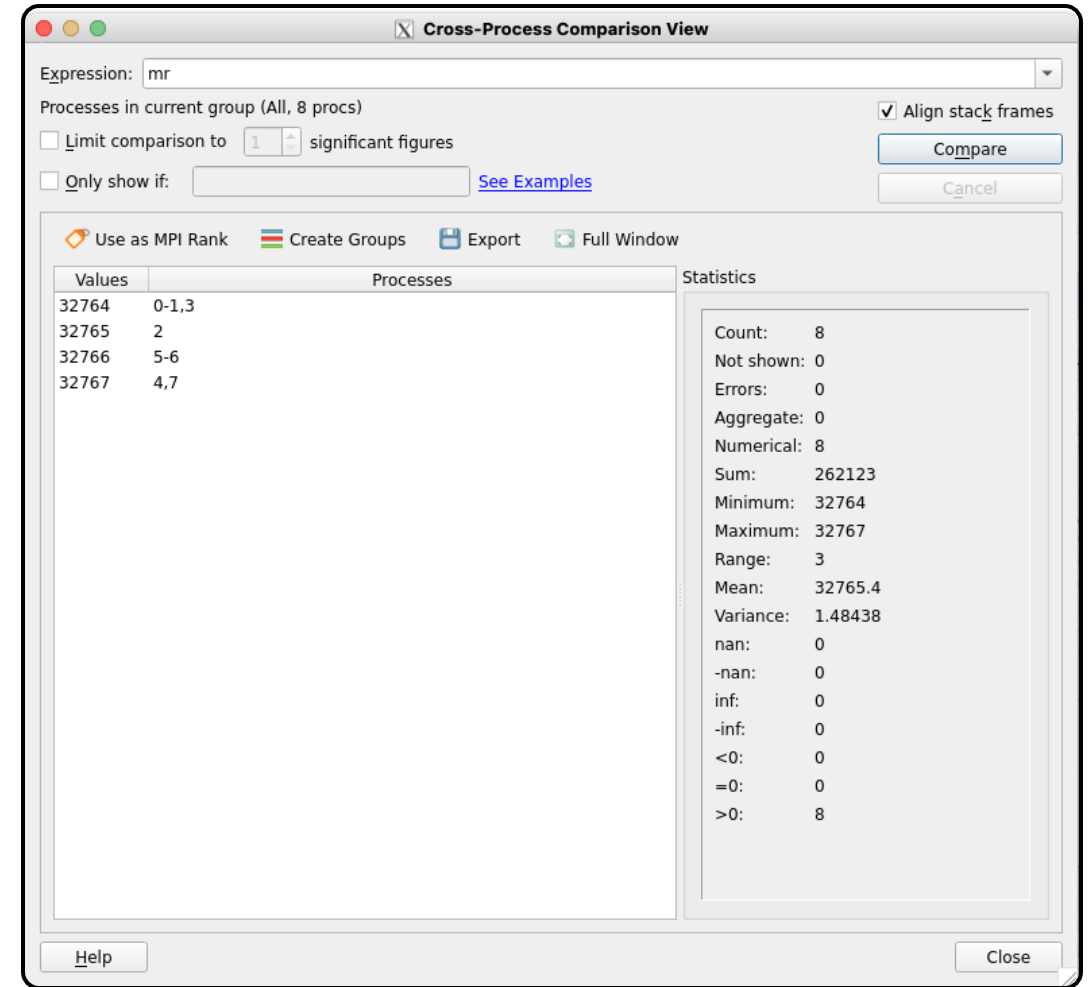 Cross-Process Comparison View
Expression: mr
Processes in current group (All, 8 procs)
Align stack frames
Limit comparison to 1 significant figures
Compare
Only show if: See Examples
Cancel
Use as MPI Rank Create Groups Export Full Window
Values Processes
32764 0-1,3
32765 2
32766 5-6
32767 4,7
Statistics
Count: 8
Not shown: 0
Errors: 0
Aggregate: 0
Numerical: 8
Sum: 262123
Minimum: 32764
Maximum: 32767
Range: 3
Mean: 32765.4
Variance: 1.48438
nan: 0
-nan: 0
inf: 0
-inf: 0
<0: 0
=0: 0
>0: 8
Help Close